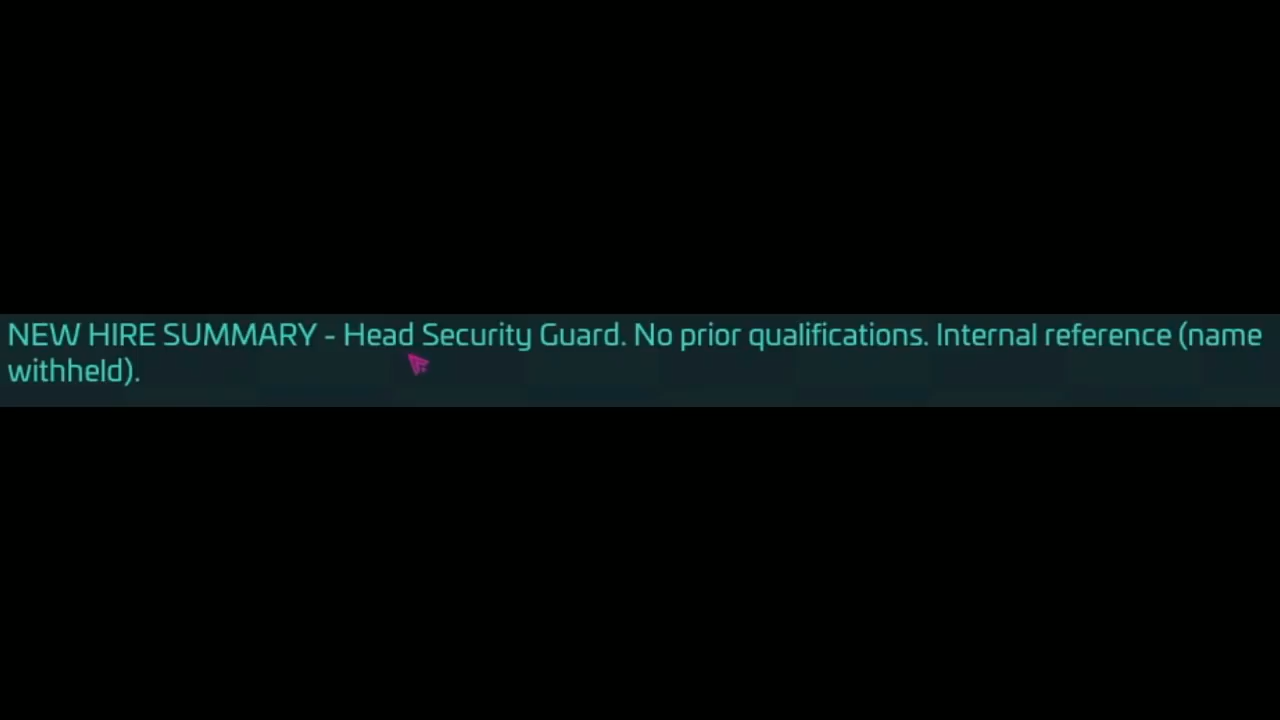 NEW HIRE SUMMARY - Head Security Guard. No prior qualifications. Internal reference (name
withheld).